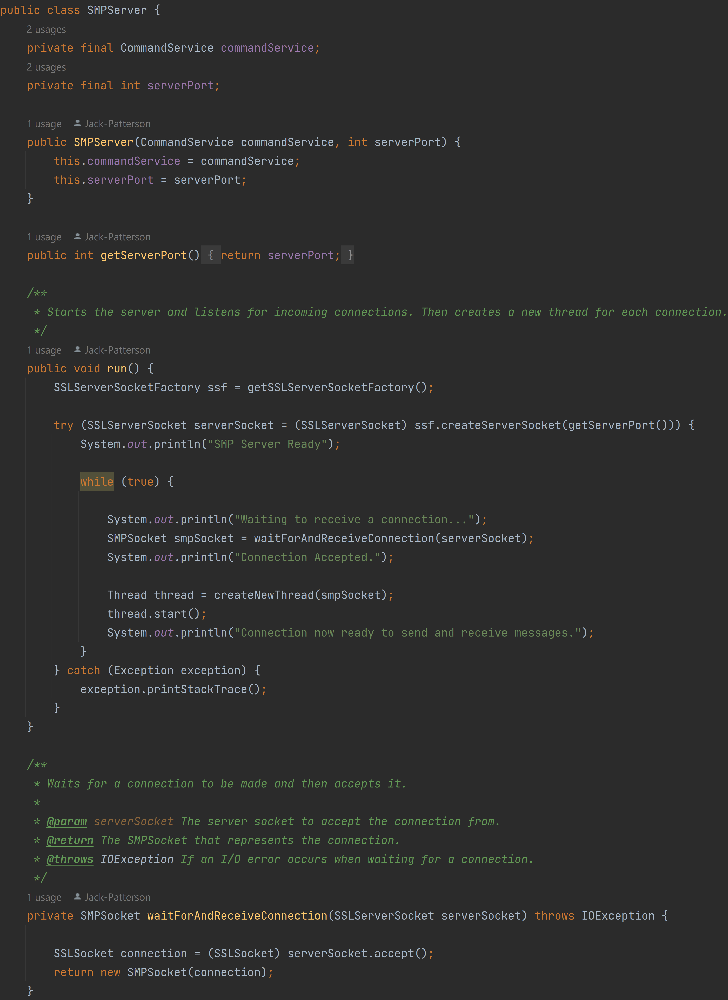 public class SMPServer {
2 usages
private final CommandService commandService;
2 usages
private final int serverPort;
1 usage Jack-Patterson
public SMPServer(CommandService commandService, int serverPort) {
this.commandService = commandService;
this.serverPort = serverPort;
}
1 usage Jack-Patterson
public int getServerPort() { return serverPort; }
/**
* Starts the server and listens for incoming connections. Then creates a new thread for each connection.
*/
1 usage Jack-Patterson
public void run() {
SSLServerSocketFactory ssf = getSSLServerSocketFactory();
try (SSLServerSocket serverSocket = (SSLServerSocket) ssf.createServerSocket(getServerPort())) {
System.out.println("SMP Server Ready");
while (true) {
System.out.println("Waiting to receive a connection...");
SMPSocket smpSocket = waitForAndReceiveConnection(serverSocket);
System.out.println("Connection Accepted.");
Thread thread = createNewThread(smpSocket);
thread.start();
System.out.println("Connection now ready to send and receive messages.");
}
} catch (Exception exception) {
exception.printStackTrace();
}
}
/**
* Waits for a connection to be made and then accepts it.
*
* @param serverSocket The server socket to accept the connection from.
* @return The SMPSocket that represents the connection.
* @throws IOException If an I/O error occurs when waiting for a connection.
*/
1 usage Jack-Patterson
private SMPSocket waitForAndReceiveConnection(SSLServerSocket serverSocket) throws IOException {
SSLSocket connection = (SSLSocket) serverSocket.accept();
return new SMPSocket(connection);
}